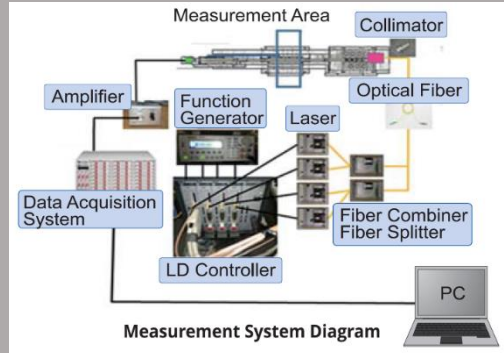 Measurement Area
Collimator
Amplifier
Function
Generator
Laser
Optical Fiber
Data Acquisition
System
Fiber Combiner
Fiber Splitter
LD Controller
PC
Measurement System Diagram